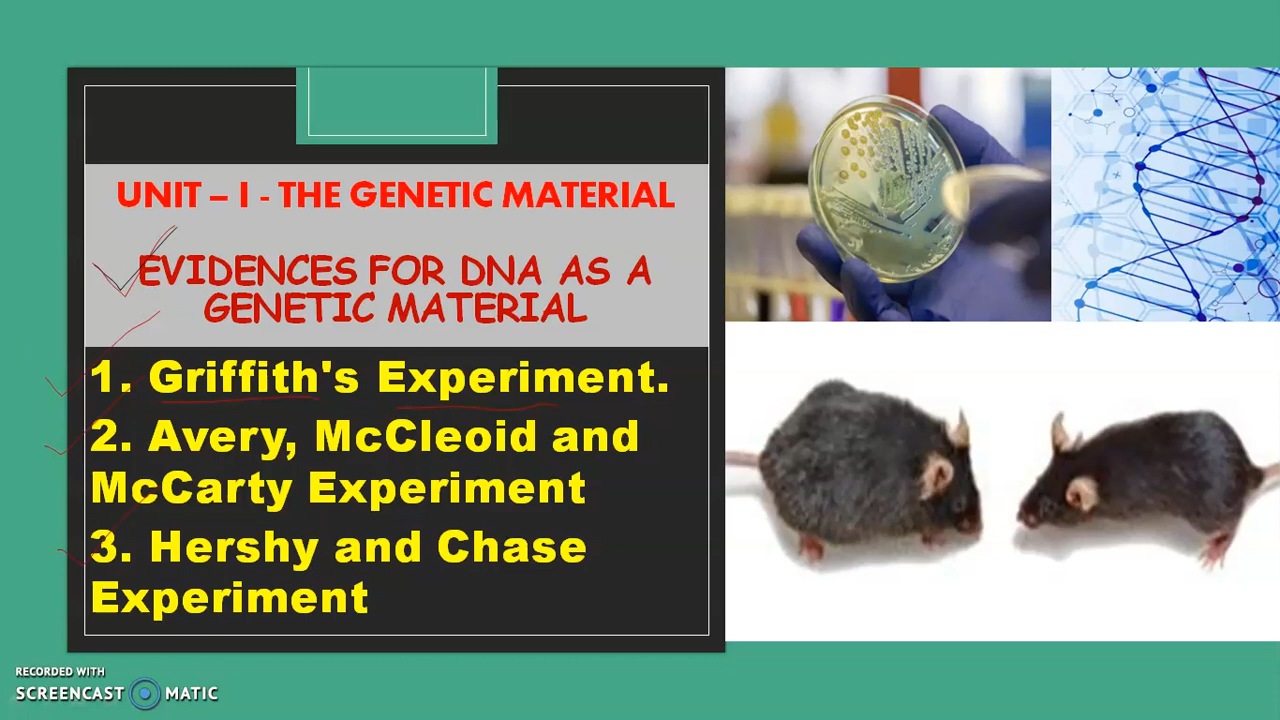 UNIT – I - THE GENETIC MATERIAL
EVIDENCES FOR DNA AS A
GENETIC MATERIAL
1. Griffith's Experiment.
2. Avery, McCleoid and
McCarty Experiment
3. Hershy and Chase
Experiment
RECORDED WITH
SCREENCAST MATIC